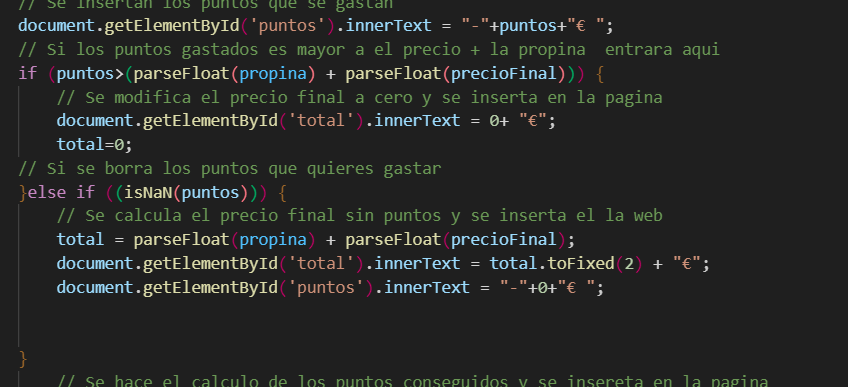 // Se insertan los puntos que se gastan
document.getElementById('puntos').innerText = "-"+puntos+"€ ";
// Si los puntos gastados es mayor a el precio + la propina  entrara aqui
if (puntos>(parseFloat(propina) + parseFloat(precioFinal))) {
    // Se modifica el precio final a cero y se inserta en la pagina
    document.getElementById('total').innerText = 0+ "€";
    total=0;
// Si se borra los puntos que quieres gastar
}else if ((isNaN(puntos))) {
    // Se calcula el precio final sin puntos y se inserta el la web
    total = parseFloat(propina) + parseFloat(precioFinal);
    document.getElementById('total').innerText = total.toFixed(2) + "€";
    document.getElementById('puntos').innerText = "-"+0+"€ ";
}
    // Se hace el calculo de los puntos conseguidos y se insereta en la pagina